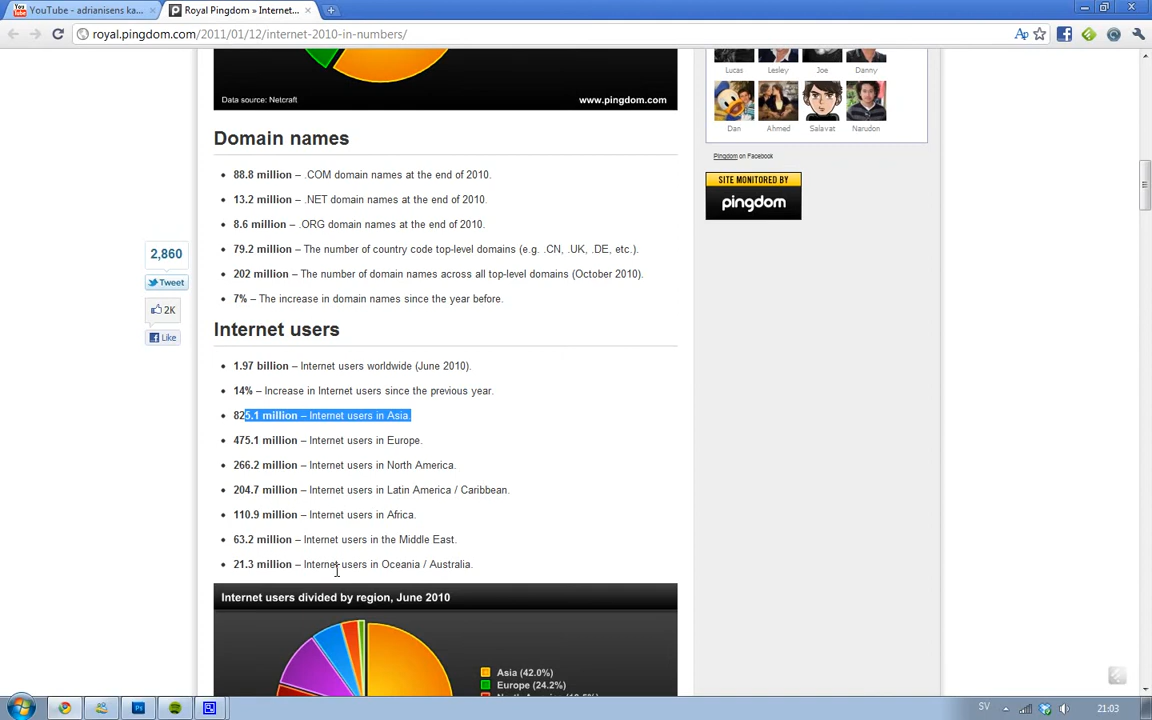 YouTube - adrianisens ka...
Royal Pingdom » Internet...
royal.pingdom.com/2011/01/12/internet-2010-in-numbers/
Data source: Netcraft
www.pingdom.com
Lucas Lesley Joe Danny
Dan Ahmed Salavat Narudon
Pingdom on Facebook
SITE MONITORED BY
pingdom
Domain names
88.8 million – .COM domain names at the end of 2010.
13.2 million – .NET domain names at the end of 2010.
8.6 million – .ORG domain names at the end of 2010.
79.2 million – The number of country code top-level domains (e.g. .CN, .UK, .DE, etc.).
202 million – The number of domain names across all top-level domains (October 2010).
7% – The increase in domain names since the year before.
2,860
Tweet
2K
Like
Internet users
1.97 billion – Internet users worldwide (June 2010).
14% – Increase in Internet users since the previous year.
825.1 million – Internet users in Asia.
475.1 million – Internet users in Europe.
266.2 million – Internet users in North America.
204.7 million – Internet users in Latin America / Caribbean.
110.9 million – Internet users in Africa.
63.2 million – Internet users in the Middle East.
21.3 million – Internet users in Oceania / Australia.
Internet users divided by region, June 2010
Asia (42.0%)
Europe (24.2%)
SV
21:03